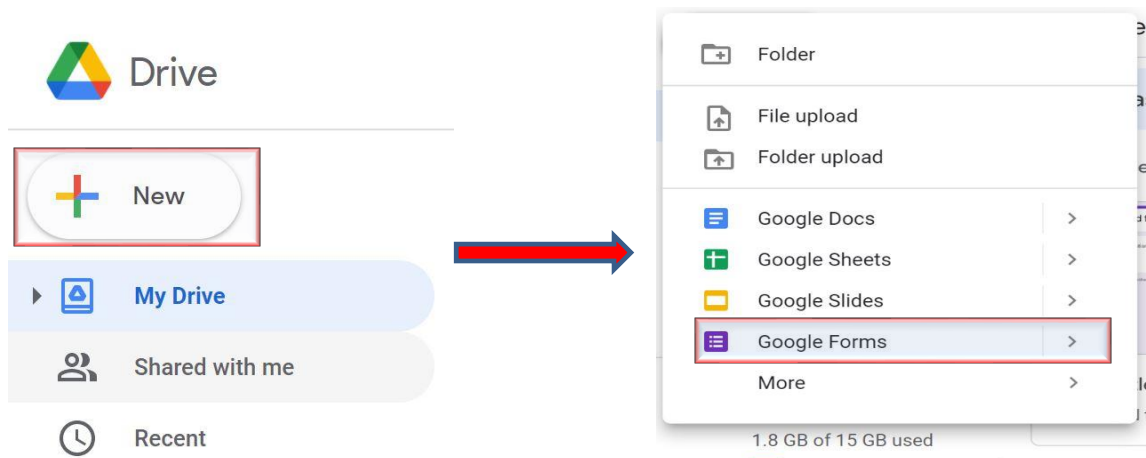 Drive
New
My Drive
Shared with me
Recent
Folder
File upload
Folder upload
Google Docs
Google Sheets
Google Slides
Google Forms
More
1.8 GB of 15 GB used